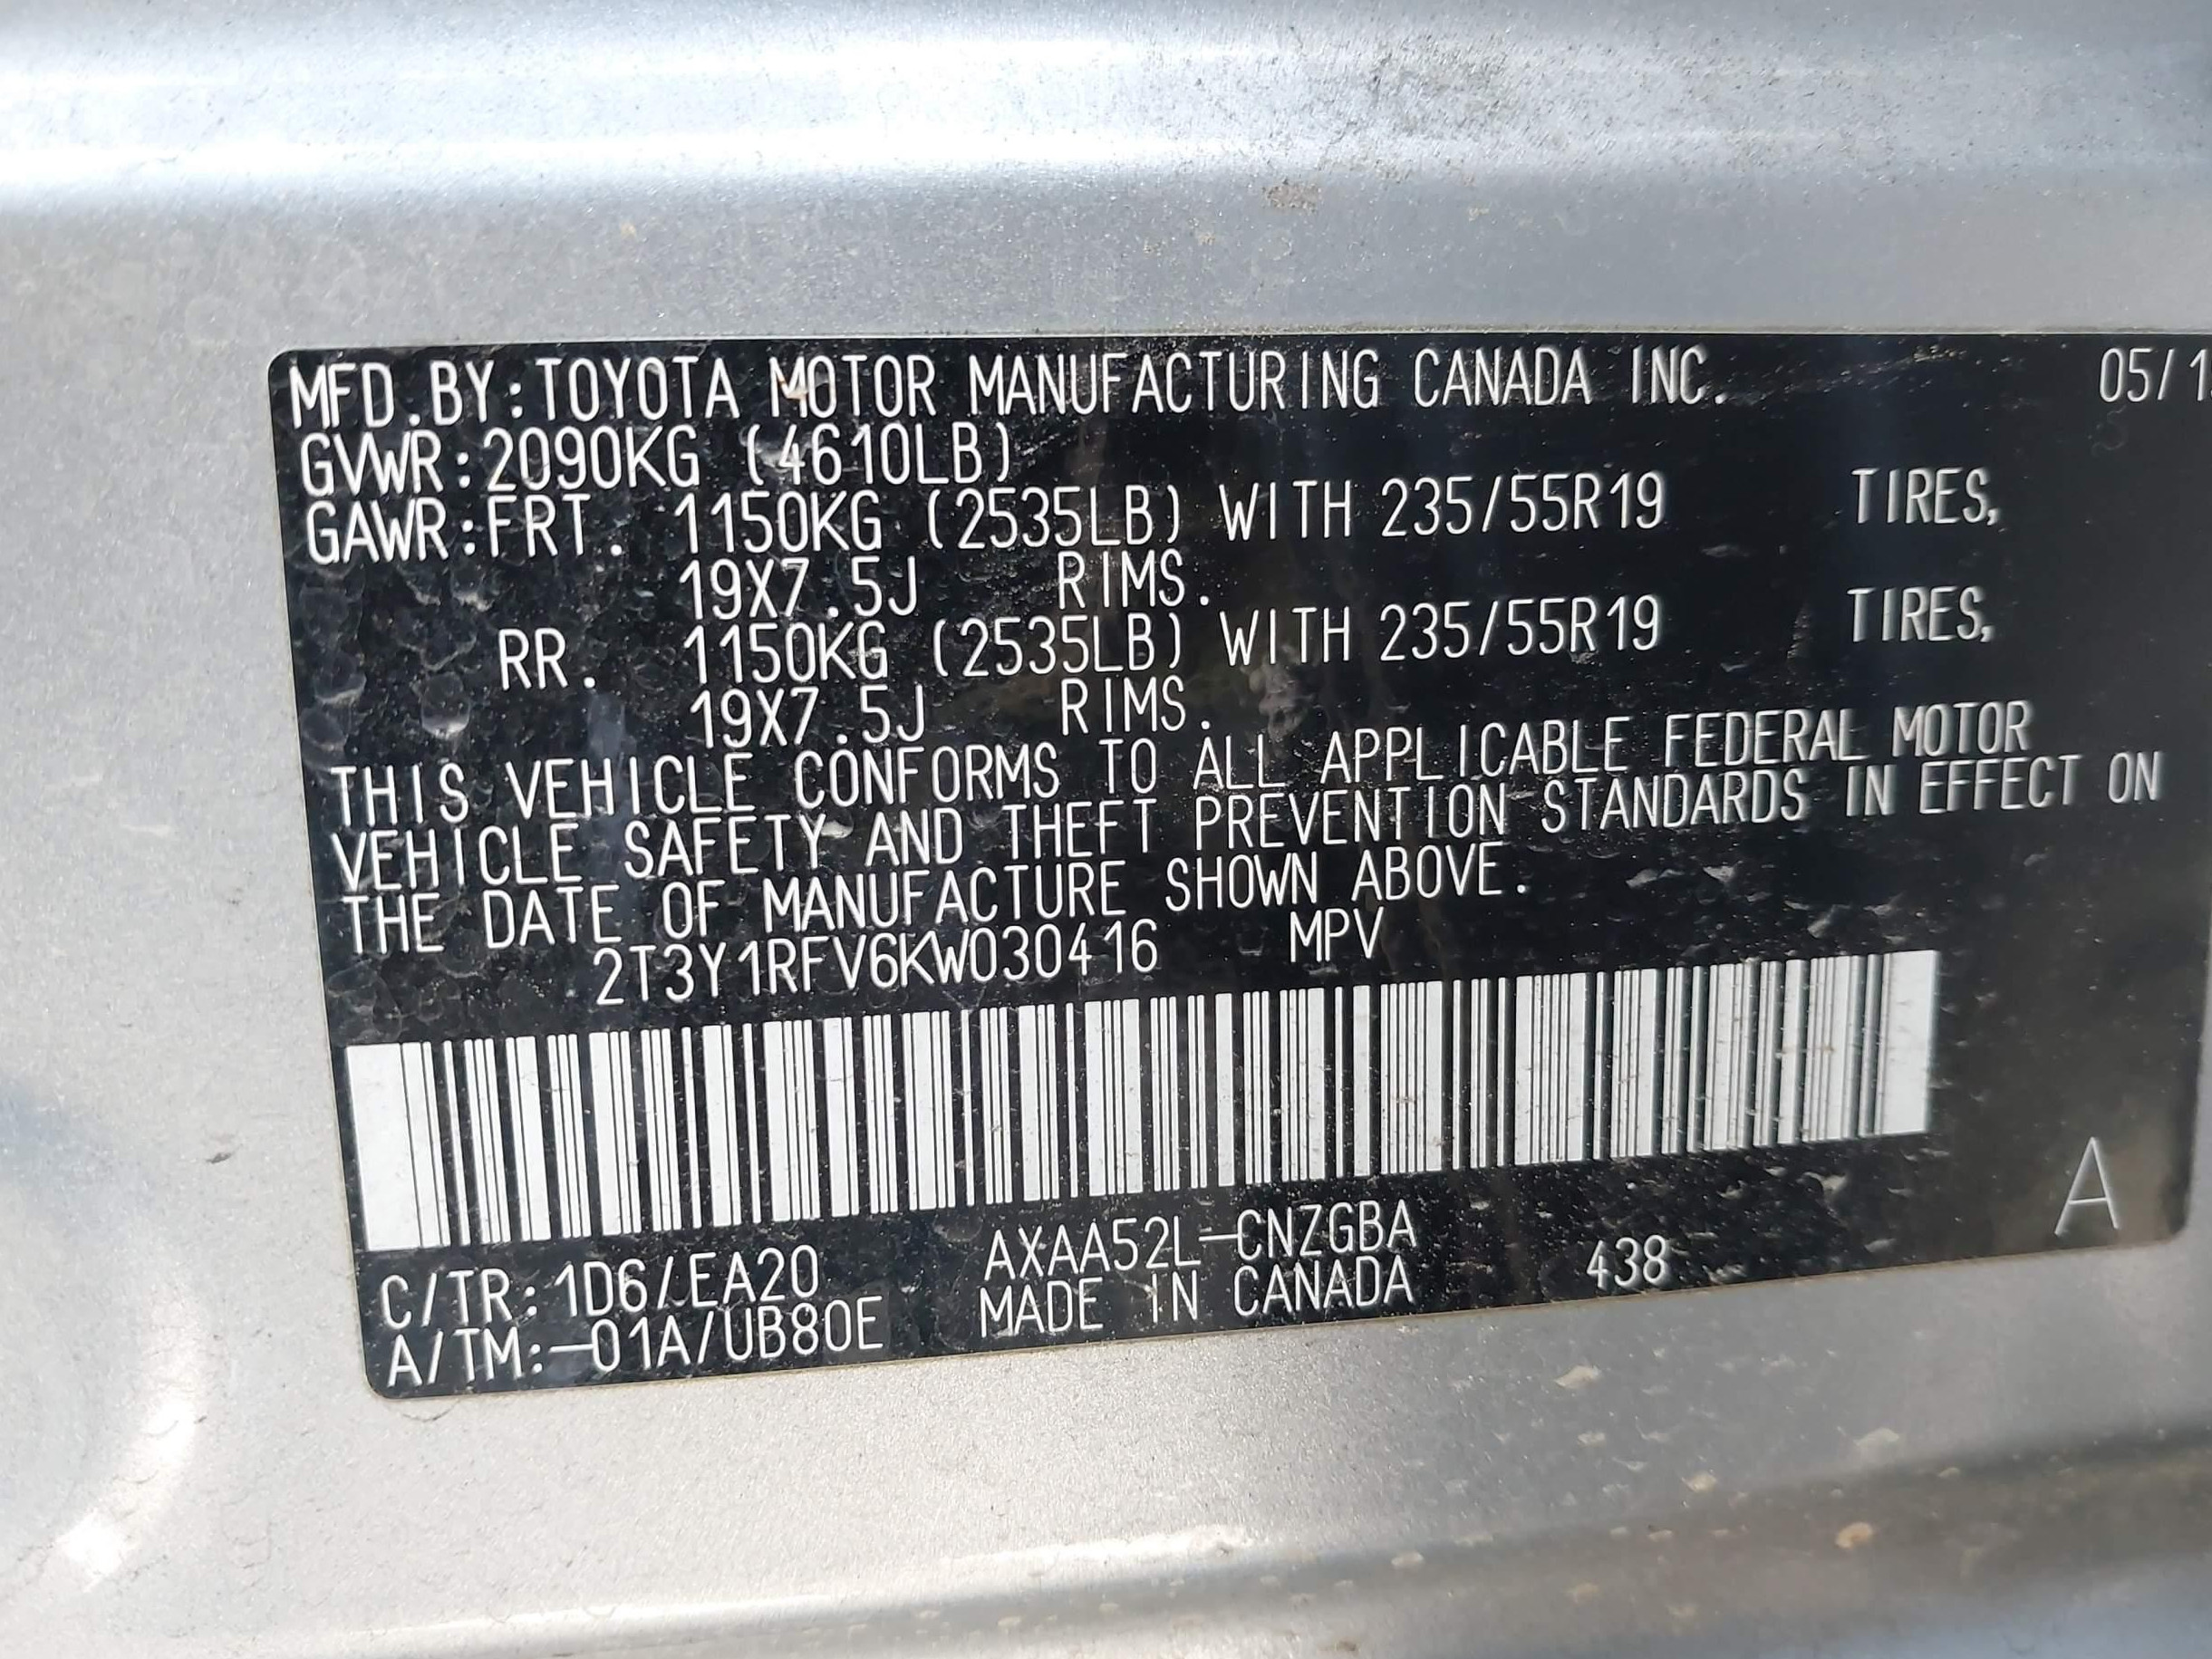 MFD.BY:TOYOTA MOTOR MANUFACTURING CANADA INC. 05/1
GVWR:2090KG (4610LB)
GAWR:FRT. 1150KG (2535LB) WITH 235/55R19 TIRES,
19X7.5J RIMS.
RR. 1150KG (2535LB) WITH 235/55R19 TIRES,
19X7.5J RIMS.
THIS VEHICLE CONFORMS TO ALL APPLICABLE FEDERAL MOTOR
VEHICLE SAFETY AND THEFT PREVENTION STANDARDS IN EFFECT ON
THE DATE OF MANUFACTURE SHOWN ABOVE.
2T3Y1RFV6KW030416 MPV
A
C/TR:1D6/EA20 AXAA52L-CNZGBA 438
A/TM:-01A/UB80E MADE IN CANADA